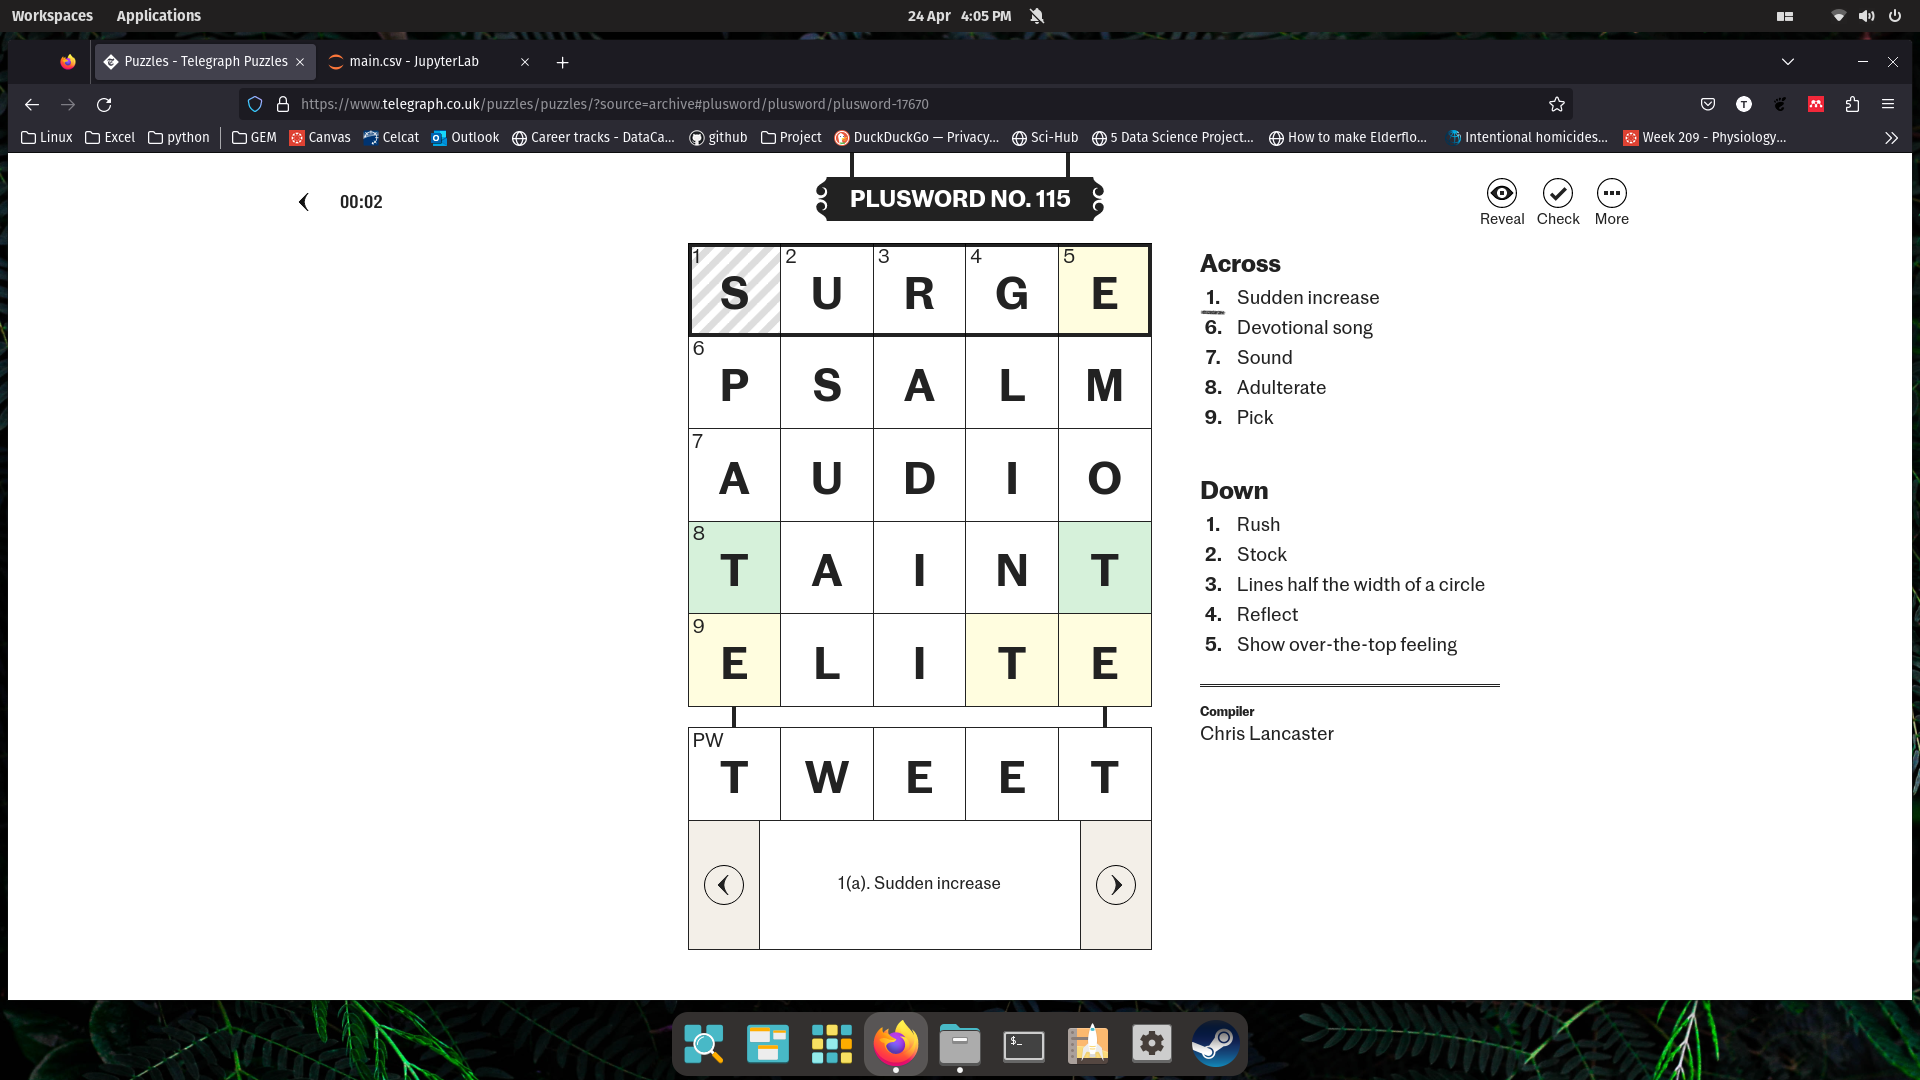 Workspaces Applications 24 Apr 4:05 PM
Puzzles - Telegraph Puzzles main.csv - JupyterLab
https://www.telegraph.co.uk/puzzles/puzzles/?source=archive#plusword/plusword/plusword-17670
Linux Excel python GEM Canvas Celcat Outlook Career tracks - DataCa... github Project DuckDuckGo — Privacy... Sci-Hub 5 Data Science Project... How to make Elderflo... Intentional homicides... Week 209 - Physiology...
00:02
PLUSWORD NO. 115
Reveal Check More
1 S 2 U 3 R 4 G 5 E
6 P S A L M
7 A U D I O
8 T A I N T
9 E L I T E
PW T W E E T
1(a). Sudden increase
Across
1. Sudden increase
6. Devotional song
7. Sound
8. Adulterate
9. Pick
Down
1. Rush
2. Stock
3. Lines half the width of a circle
4. Reflect
5. Show over-the-top feeling
Compiler
Chris Lancaster